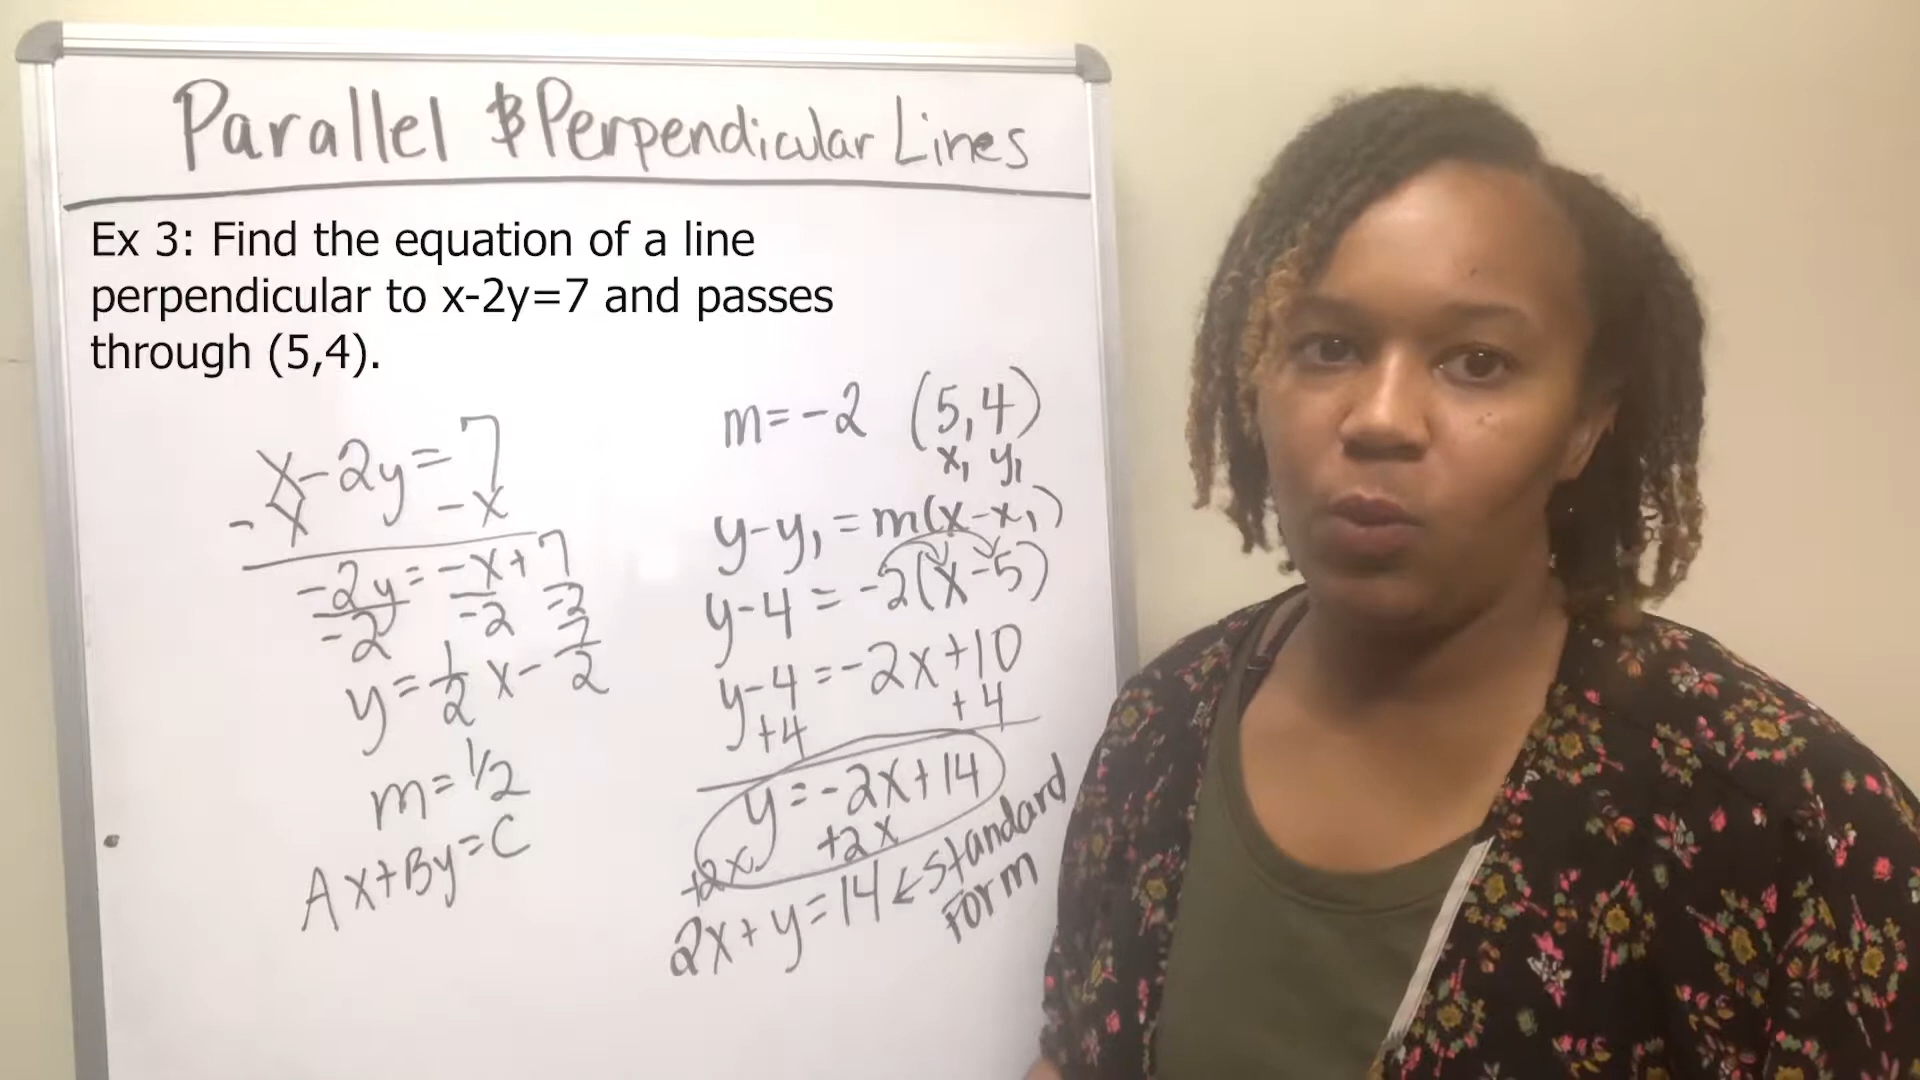 Parallel & Perpendicular Lines
Ex 3: Find the equation of a line
perpendicular to x-2y=7 and passes
through (5,4).
x-2y=7
-x -x
-2y=-x+7
-2 -2 -2
y=1/2 x-7/2
m=1/2
Ax+By=C
m=-2 (5,4)
x₁ y₁
y-y₁=m(x-x₁)
y-4=-2(x-5)
y-4=-2x+10
+4 +4
y=-2x+14
+2x +2x
2x+y=14 ← standard
form